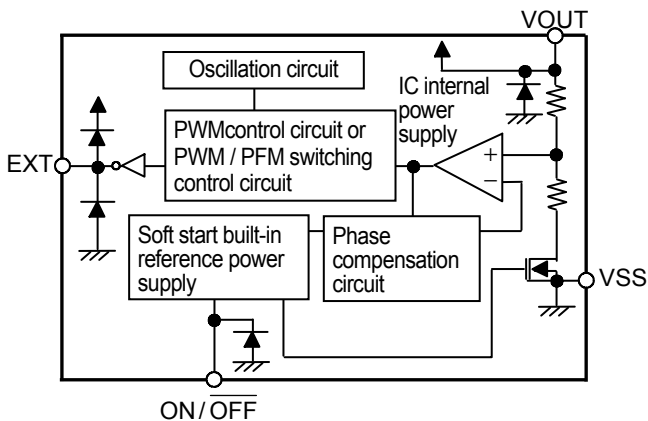 VOUT
Oscillation circuit
IC internal
power
supply
PWMcontrol circuit or
PWM / PFM switching
control circuit
EXT
+
−
Soft start built-in
reference power
supply
Phase
compensation
circuit
VSS
ON/OFF